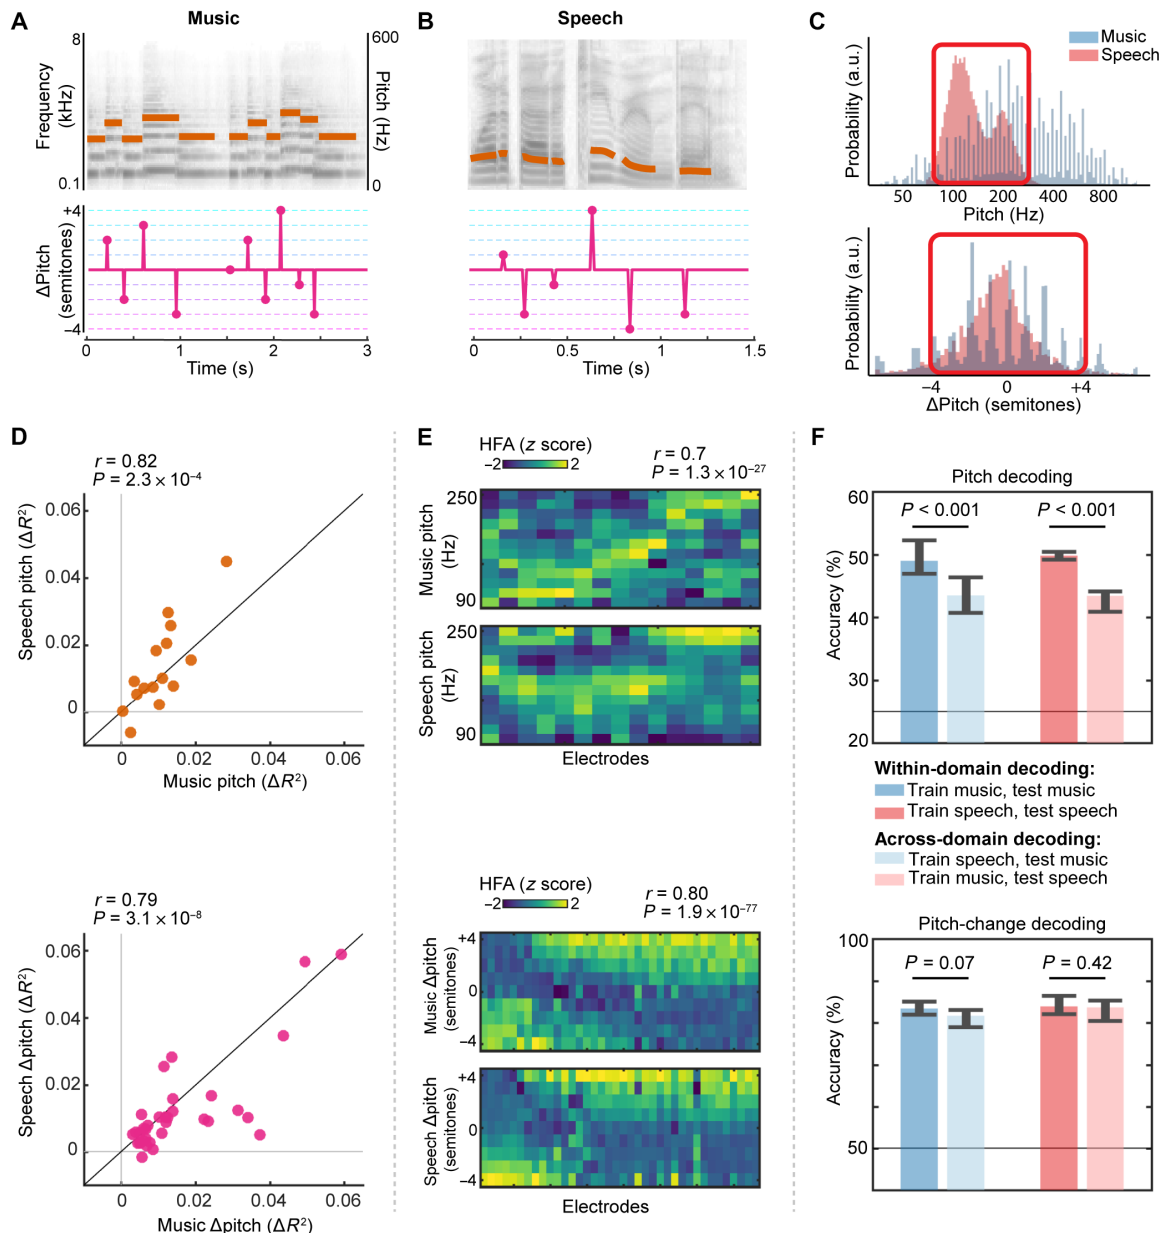 A
Music
8
600
Frequency
(kHz)
Pitch (Hz)
0.1
0
+4
ΔPitch
(semitones)
−4
0
1
2
3
Time (s)
B
Speech
0
0.5
1
1.5
Time (s)
C
Music
Speech
Probability (a.u.)
50
100
200
400
800
Pitch (Hz)
Probability (a.u.)
−4
0
+4
ΔPitch (semitones)
D
r = 0.82
P = 2.3 × 10⁻⁴
0.06
0.04
0.02
0
Speech pitch (ΔR²)
0
0.02
0.04
0.06
Music pitch (ΔR²)
r = 0.79
P = 3.1 × 10⁻⁸
0.06
0.04
0.02
0
Speech Δpitch (ΔR²)
0
0.02
0.04
0.06
Music Δpitch (ΔR²)
E
HFA (z score)
−2
2
r = 0.7
P = 1.3 × 10⁻²⁷
250
Music pitch
(Hz)
90
250
Speech pitch
(Hz)
90
Electrodes
HFA (z score)
−2
2
r = 0.80
P = 1.9 × 10⁻⁷⁷
+4
0
−4
Music Δpitch
(semitones)
+4
0
−4
Speech Δpitch
(semitones)
Electrodes
F
Pitch decoding
60
50
40
30
20
Accuracy (%)
P < 0.001
P < 0.001
Within-domain decoding:
Train music, test music
Train speech, test speech
Across-domain decoding:
Train speech, test music
Train music, test speech
Pitch-change decoding
100
50
Accuracy (%)
P = 0.07
P = 0.42